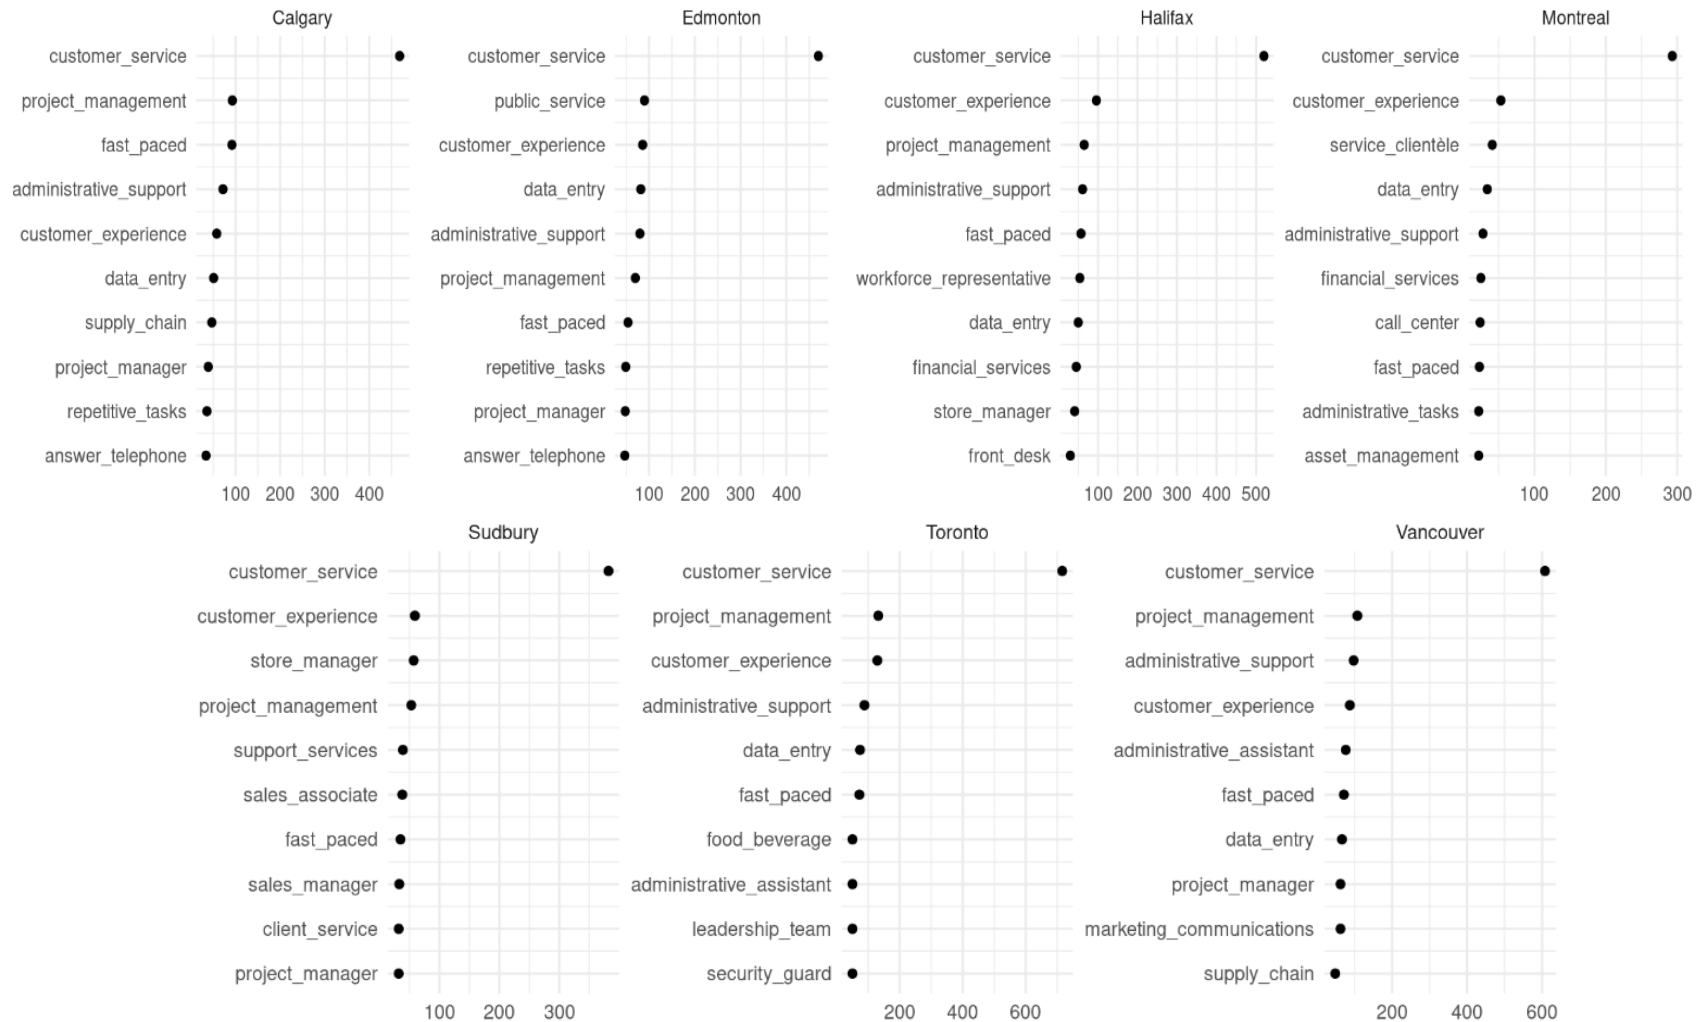 Calgary
customer_service
project_management
fast_paced
administrative_support
customer_experience
data_entry
supply_chain
project_manager
repetitive_tasks
answer_telephone
100 200 300 400
Edmonton
customer_service
public_service
customer_experience
data_entry
administrative_support
project_management
fast_paced
repetitive_tasks
project_manager
answer_telephone
100 200 300 400
Halifax
customer_service
customer_experience
project_management
administrative_support
fast_paced
workforce_representative
data_entry
financial_services
store_manager
front_desk
100 200 300 400 500
Montreal
customer_service
customer_experience
service_clientèle
data_entry
administrative_support
financial_services
call_center
fast_paced
administrative_tasks
asset_management
100 200 300
Sudbury
customer_service
customer_experience
store_manager
project_management
support_services
sales_associate
fast_paced
sales_manager
client_service
project_manager
100 200 300
Toronto
customer_service
project_management
customer_experience
administrative_support
data_entry
fast_paced
food_beverage
administrative_assistant
leadership_team
security_guard
200 400 600
Vancouver
customer_service
project_management
administrative_support
customer_experience
administrative_assistant
fast_paced
data_entry
project_manager
marketing_communications
supply_chain
200 400 600